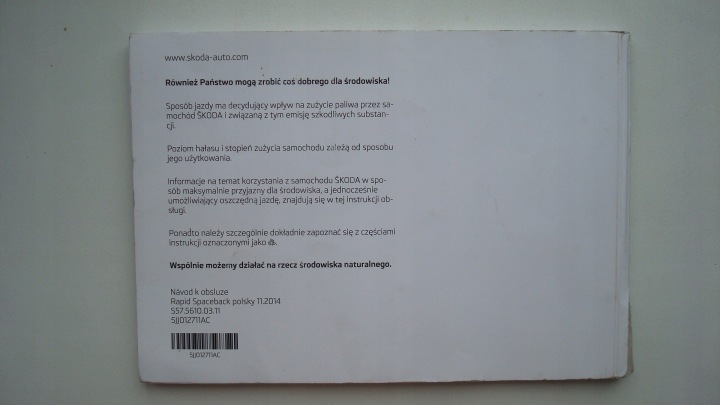 www.skoda-auto.com
Również Państwo mogą zrobić coś dobrego dla środowiska!
Sposób jazdy ma decydujący wpływ na zużycie paliwa przez sa-
mochód ŠKODA i związaną z tym emisję szkodliwych substan-
cji.
Poziom hałasu i stopień zużycia samochodu zależą od sposobu
jego użytkowania.
Informacje na temat korzystania z samochodu ŠKODA w spo-
sób maksymalnie przyjazny dla środowiska, a jednocześnie
umożliwiający oszczędną jazdę, znajdują się w tej instrukcji ob-
sługi.
Ponadto należy szczególnie dokładnie zapoznać się z częściami
instrukcji oznaczonymi jako
Wspólnie możemy działać na rzecz środowiska naturalnego.
Návod k obsluze
Rapid Spaceback polsky 11.2014
S57.5610.03.11
5JJ012711AC
5JJ012711AC